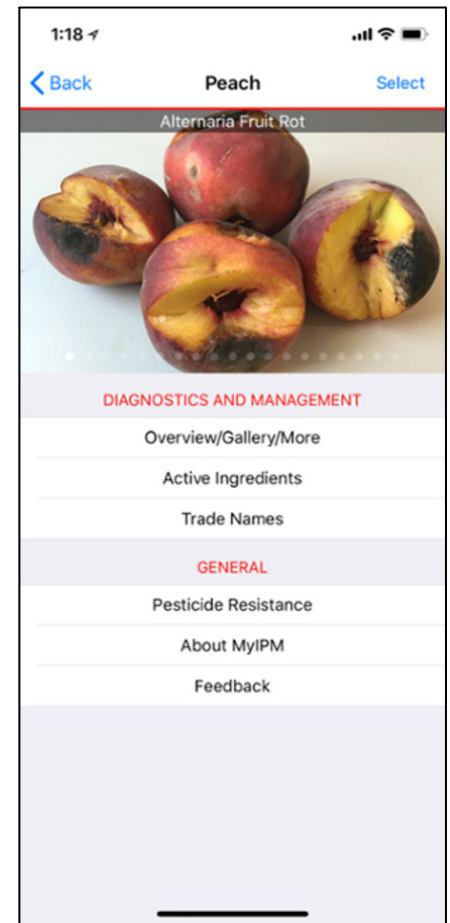 1:18
Back Peach Select
Alternaria Fruit Rot
DIAGNOSTICS AND MANAGEMENT
Overview/Gallery/More
Active Ingredients
Trade Names
GENERAL
Pesticide Resistance
About MyIPM
Feedback